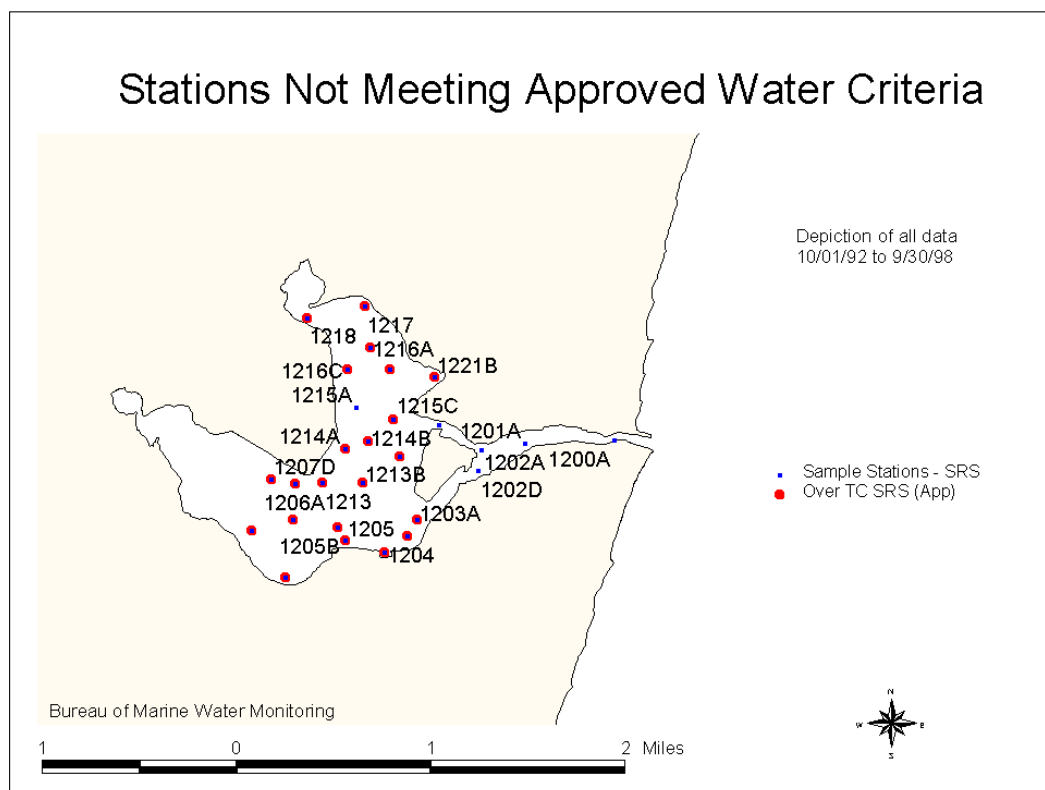 Stations Not Meeting Approved Water Criteria
Depiction of all data
10/01/92 to 9/30/98
1217
1218
1216A
1216C
1221B
1215A
1215C
1201A
1214A
1214B
1200A
1202A
1207D
1213B
1202D
1206A
1213
1203A
1205
1205B
1204
Sample Stations - SRS
Over TC SRS (App)
Bureau of Marine Water Monitoring
N
W
E
S
1 0 1 2 Miles